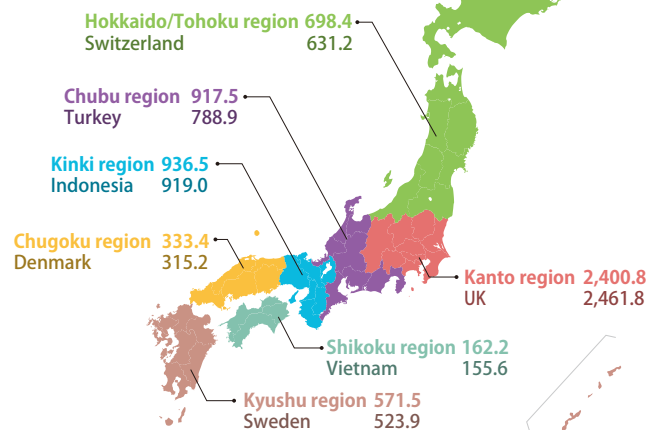 Hokkaido/Tohoku region 698.4
Switzerland 631.2
Chubu region 917.5
Turkey 788.9
Kinki region 936.5
Indonesia 919.0
Chugoku region 333.4
Denmark 315.2
Kanto region 2,400.8
UK 2,461.8
Shikoku region 162.2
Vietnam 155.6
Kyushu region 571.5
Sweden 523.9